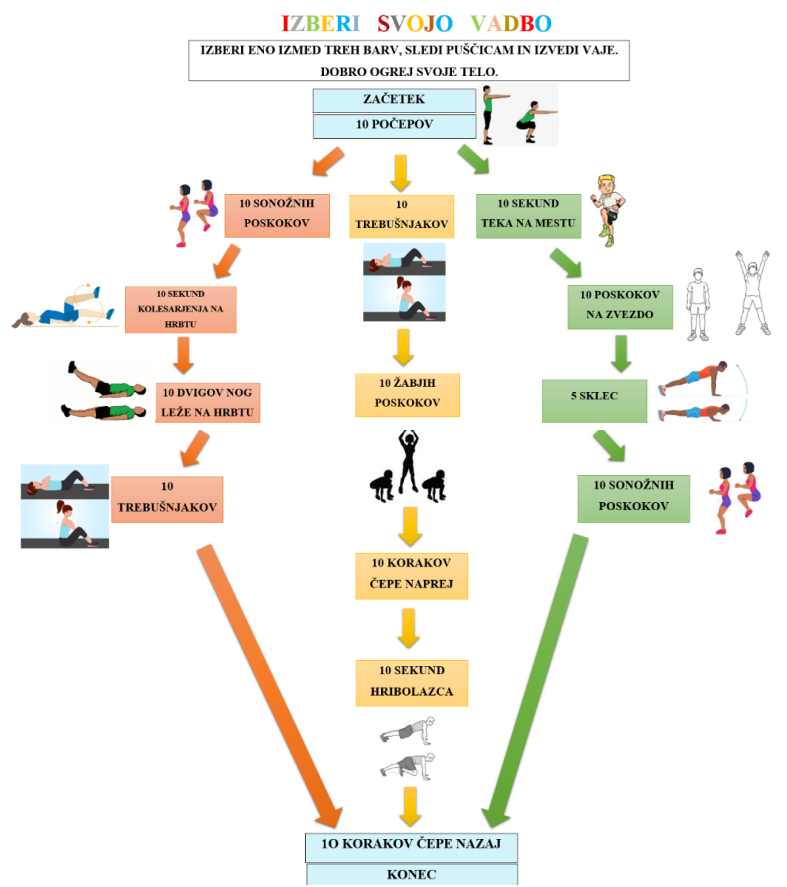 IZBERI SVOJO VADBO
IZBERI ENO IZMED TREH BARV, SLEDI PUŠČICAM IN IZVEDI VAJE.
DOBRO OGREJ SVOJE TELO.
ZAČETEK
10 POČEPOV
10 SONOŽNIH
POSKOKOV
10
TREBUŠNJAKOV
10 SEKUND
TEKA NA MESTU
10 SEKUND
KOLESARJENJA NA
HRBTU
10 POSKOKOV
NA ZVEZDO
10 DVIGOV NOG
LEŽE NA HRBTU
10 ŽABJIH
POSKOKOV
5 SKLEC
10
TREBUŠNJAKOV
10 SONOŽNIH
POSKOKOV
10 KORAKOV
ČEPE NAPREJ
10 SEKUND
HRIBOLAZCA
1O KORAKOV ČEPE NAZAJ
KONEC